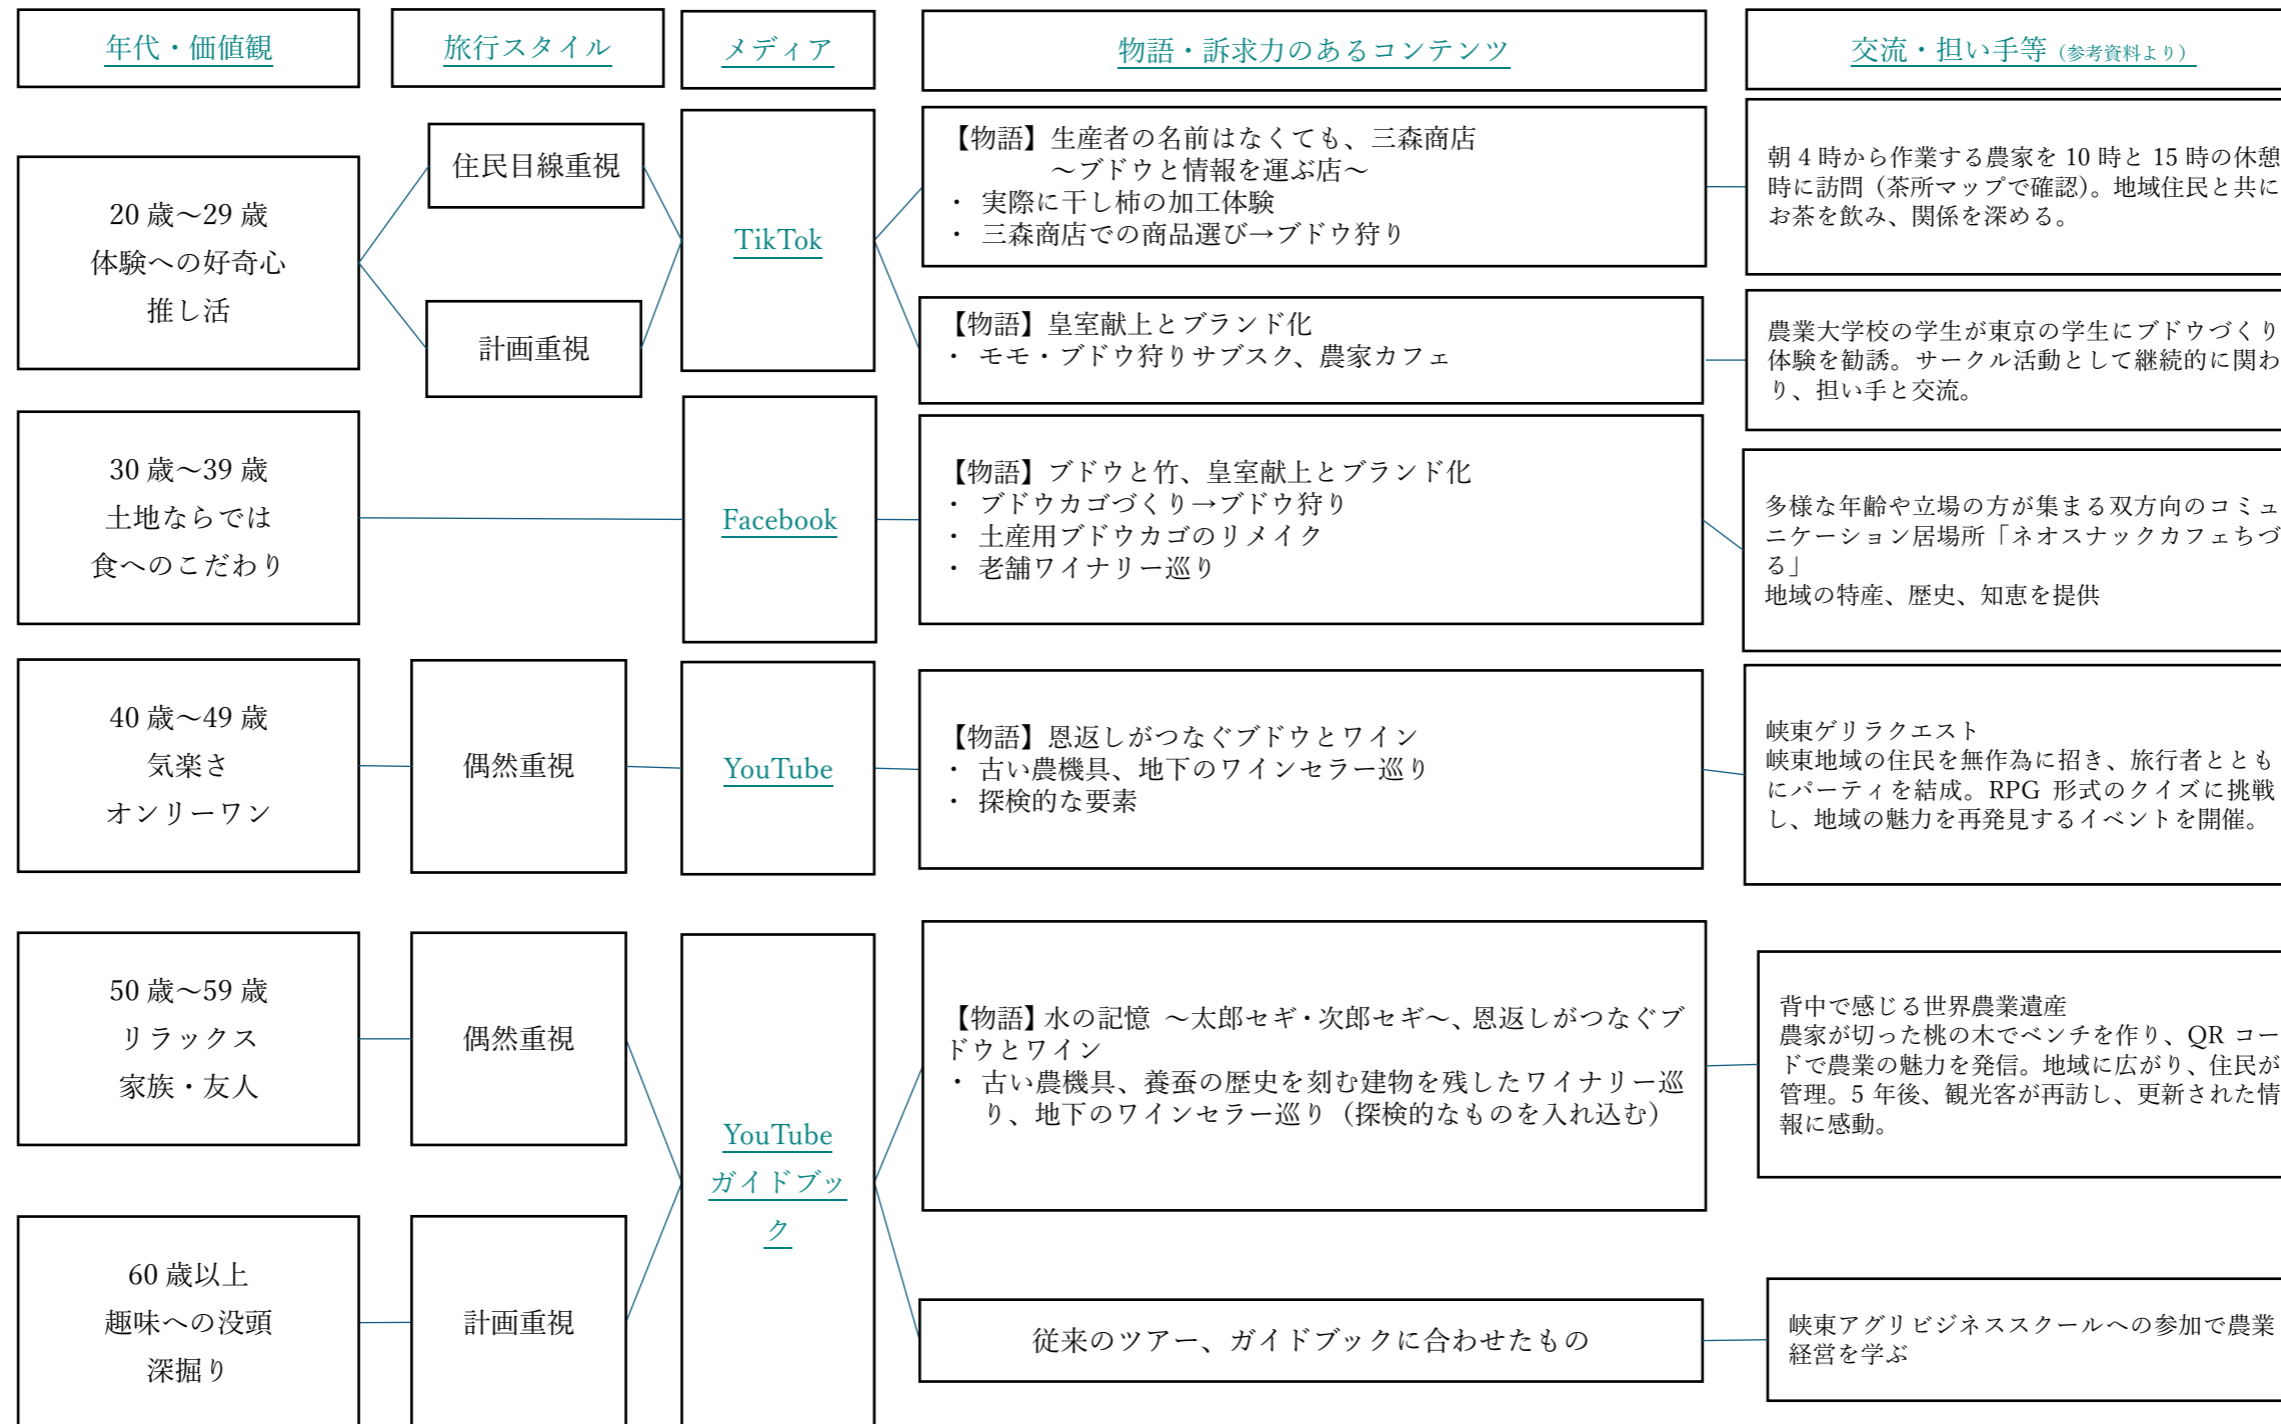 年代・価値観
旅行スタイル
メディア
物語・訴求力のあるコンテンツ
交流・担い手等（参考資料より）
20 歳～29 歳
体験への好奇心
推し活
住民目線重視
計画重視
TikTok
【物語】生産者の名前はなくても、三森商店
～ブドウと情報を運ぶ店～
・ 実際に干し柿の加工体験
・ 三森商店での商品選び→ブドウ狩り
朝 4 時から作業する農家を 10 時と 15 時の休憩
時に訪問（茶所マップで確認）。地域住民と共に
お茶を飲み、関係を深める。
【物語】皇室献上とブランド化
・ モモ・ブドウ狩りサブスク、農家カフェ
農業大学校の学生が東京の学生にブドウづくり
体験を勧誘。サークル活動として継続的に関わ
り、担い手と交流。
30 歳～39 歳
土地ならでは
食へのこだわり
Facebook
【物語】ブドウと竹、皇室献上とブランド化
・ ブドウカゴづくり→ブドウ狩り
・ 土産用ブドウカゴのリメイク
・ 老舗ワイナリー巡り
多様な年齢や立場の方が集まる双方向のコミュ
ニケーション居場所「ネオスナックカフェちづ
る」
地域の特産、歴史、知恵を提供
40 歳～49 歳
気楽さ
オンリーワン
偶然重視
YouTube
【物語】恩返しがつなぐブドウとワイン
・ 古い農機具、地下のワインセラー巡り
・ 探検的な要素
峡東ゲリラクエスト
峡東地域の住民を無作為に招き、旅行者ととも
にパーティを結成。RPG 形式のクイズに挑戦
し、地域の魅力を再発見するイベントを開催。
50 歳～59 歳
リラックス
家族・友人
偶然重視
YouTube
ガイドブッ
ク
【物語】水の記憶 ～太郎セギ・次郎セギ～、恩返しがつなぐブ
ドウとワイン
・ 古い農機具、養蚕の歴史を刻む建物を残したワイナリー巡
り、地下のワインセラー巡り（探検的なものを入れ込む）
背中で感じる世界農業遺産
農家が切った桃の木でベンチを作り、QR コー
ドで農業の魅力を発信。地域に広がり、住民が
管理。5 年後、観光客が再訪し、更新された情
報に感動。
60 歳以上
趣味への没頭
深掘り
計画重視
従来のツアー、ガイドブックに合わせたもの
峡東アグリビジネススクールへの参加で農業
経営を学ぶ